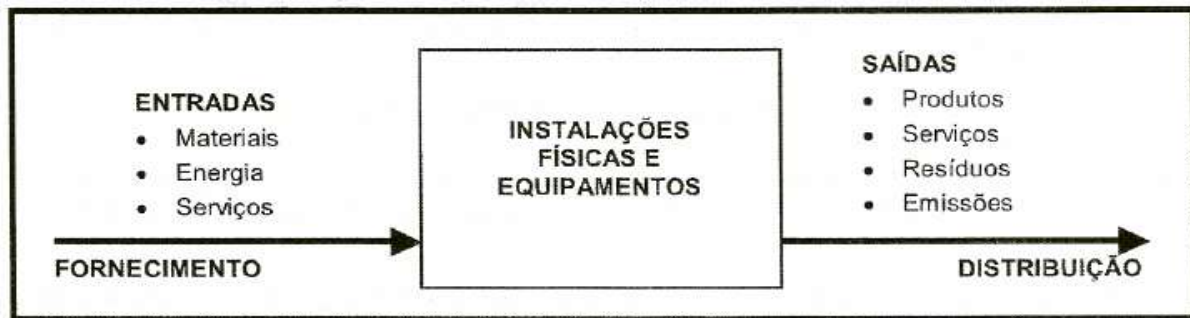 ENTRADAS
• Materiais
• Energia
• Serviços
FORNECIMENTO
INSTALAÇÕES
FÍSICAS E
EQUIPAMENTOS
SAÍDAS
• Produtos
• Serviços
• Resíduos
• Emissões
DISTRIBUIÇÃO